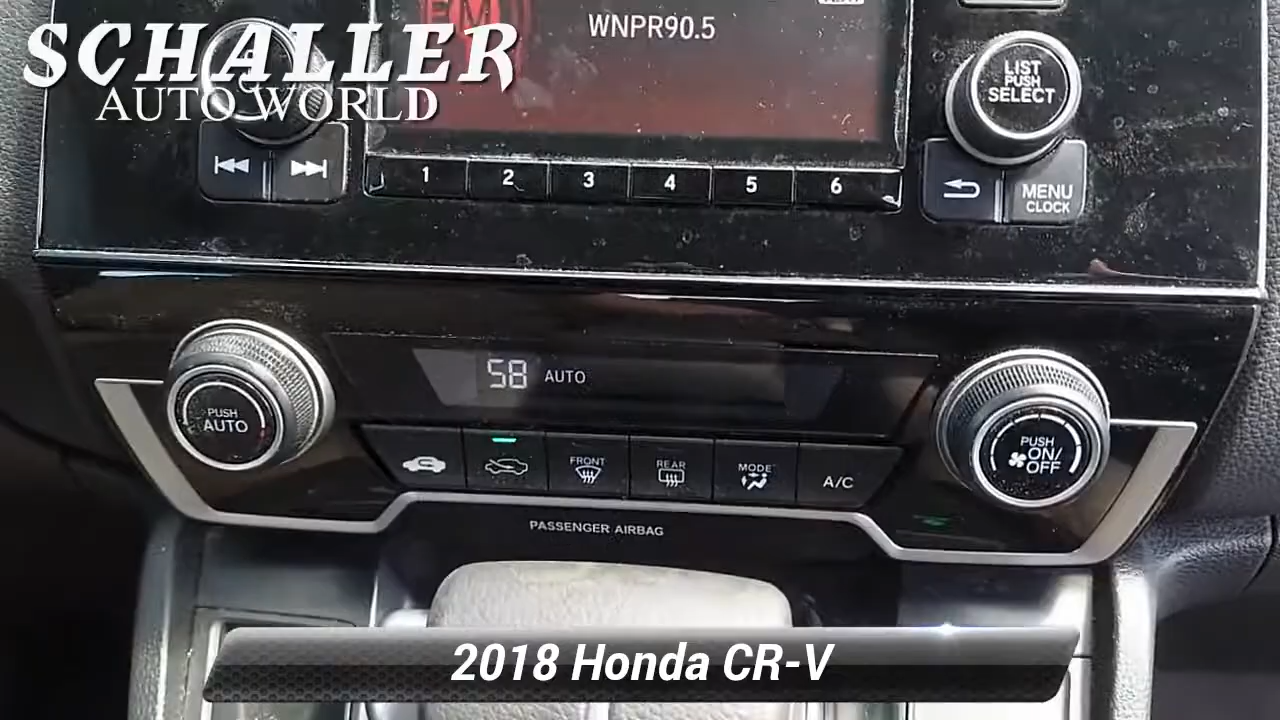 SCHALLER
AUTO WORLD
FM
WNPR90.5
LIST
PUSH
SELECT
1 2 3 4 5 6
MENU
CLOCK
58 AUTO
PUSH
AUTO
FRONT
REAR
MODE
A/C
PUSH
ON/
OFF
PASSENGER AIRBAG
2018 Honda CR-V